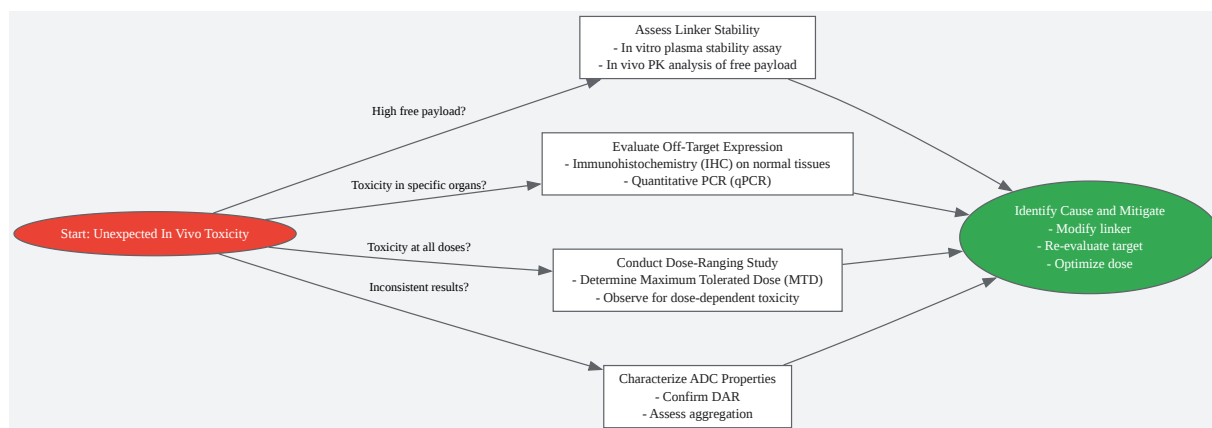 Assess Linker Stability
- In vitro plasma stability assay
- In vivo PK analysis of free payload
High free payload?
Evaluate Off-Target Expression
- Immunohistochemistry (IHC) on normal tissues
- Quantitative PCR (qPCR)
Toxicity in specific organs?
Start: Unexpected In Vivo Toxicity
Identify Cause and Mitigate
- Modify linker
- Re-evaluate target
- Optimize dose
Toxicity at all doses?
Conduct Dose-Ranging Study
- Determine Maximum Tolerated Dose (MTD)
- Observe for dose-dependent toxicity
Inconsistent results?
Characterize ADC Properties
- Confirm DAR
- Assess aggregation